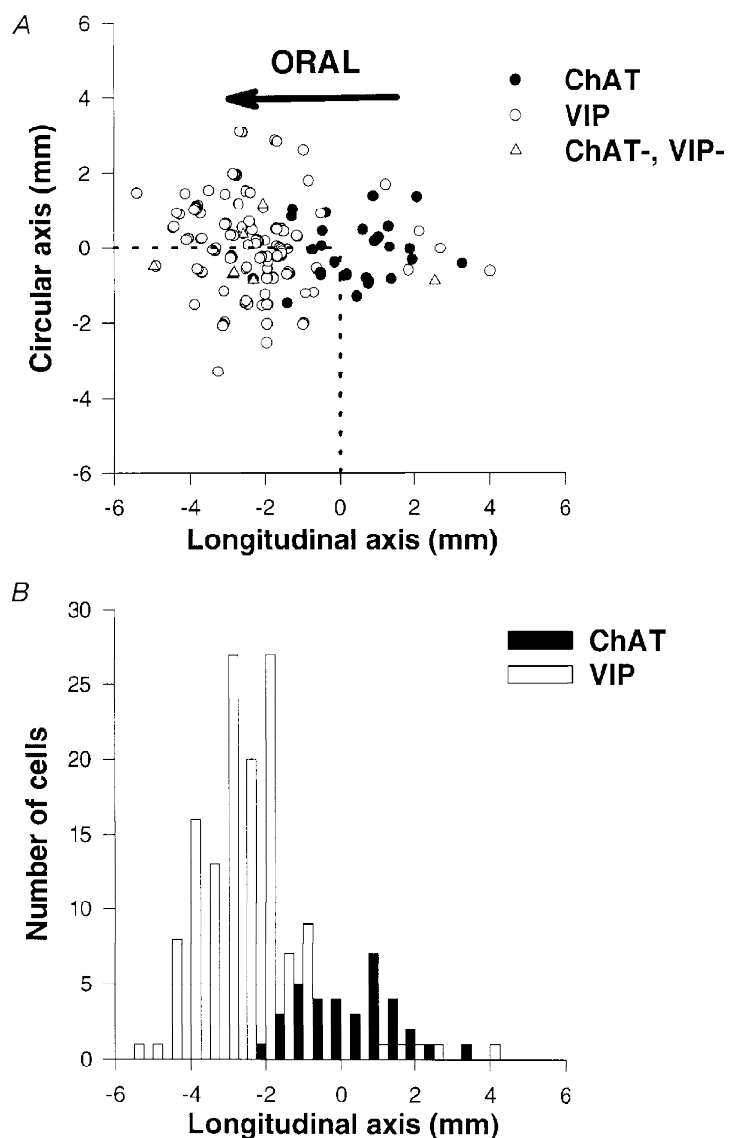 A
6
4
2
0
-2
-4
-6
Circular axis (mm)
ORAL
ChAT
VIP
ChAT-, VIP-
-6 -4 -2 0 2 4 6
Longitudinal axis (mm)
B
30
25
20
15
10
5
0
Number of cells
ChAT
VIP
-6 -4 -2 0 2 4 6
Longitudinal axis (mm)